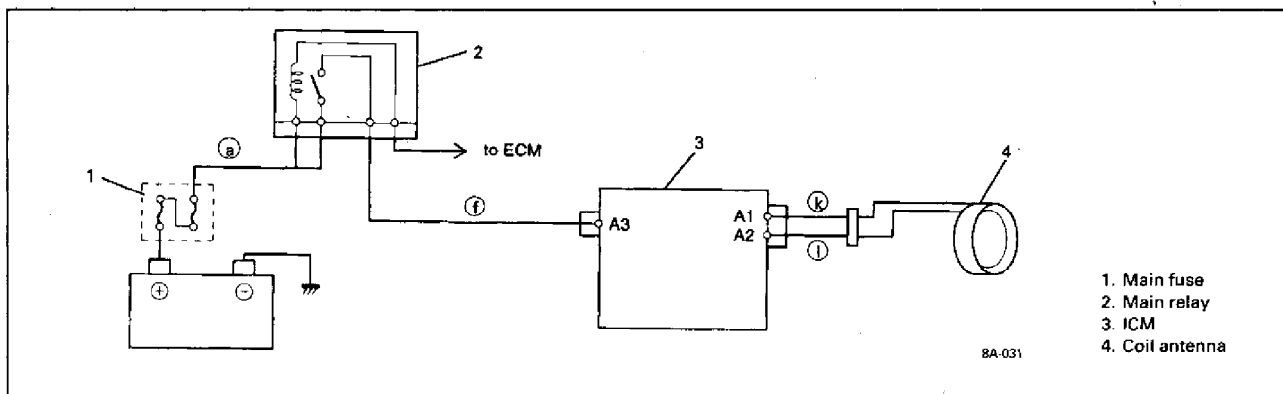 2
ⓐ
to ECM
1
3
4
ⓕ
ⓚ
A3
A1
A2
ⓛ
⊕
⊖
1. Main fuse
2. Main relay
3. ICM
4. Coil antenna
8A-031